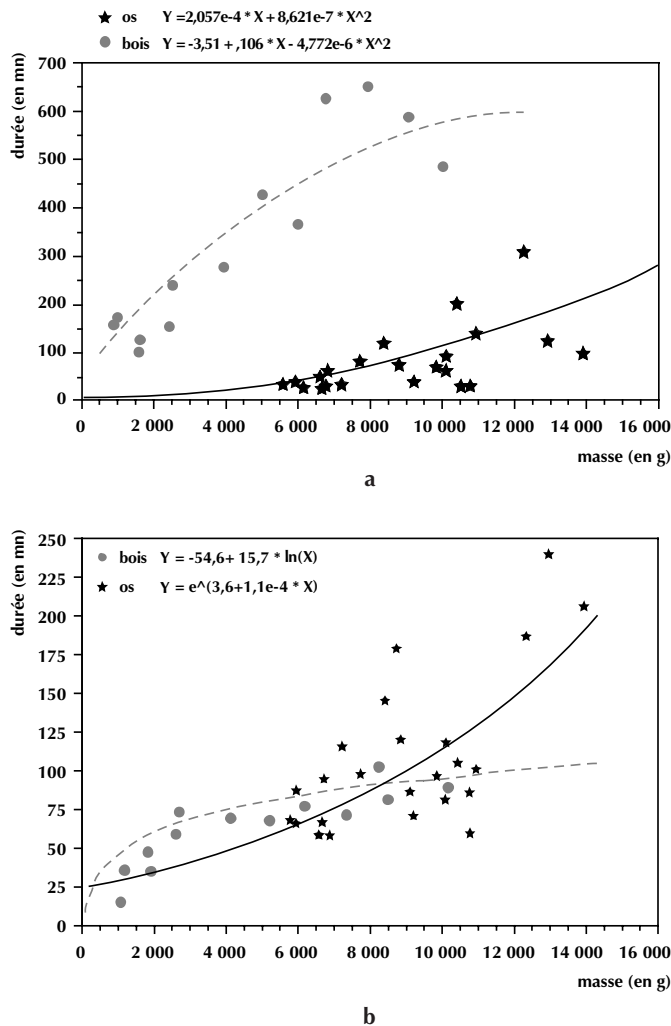 os Y =2,057e-4 * X + 8,621e-7 * X^2
bois Y = -3,51 + ,106 * X - 4,772e-6 * X^2
durée (en mn)
700
600
500
400
300
200
100
0
0 2 000 4 000 6 000 8 000 10 000 12 000 14 000 16 000
masse (en g)
a
durée (en mn)
250
225
200
175
150
125
100
75
50
25
0
bois Y = -54,6+ 15,7 * ln(X)
os Y = e^(3,6+1,1e-4 * X)
0 2 000 4 000 6 000 8 000 10 000 12 000 14 000 16 000
masse (en g)
b